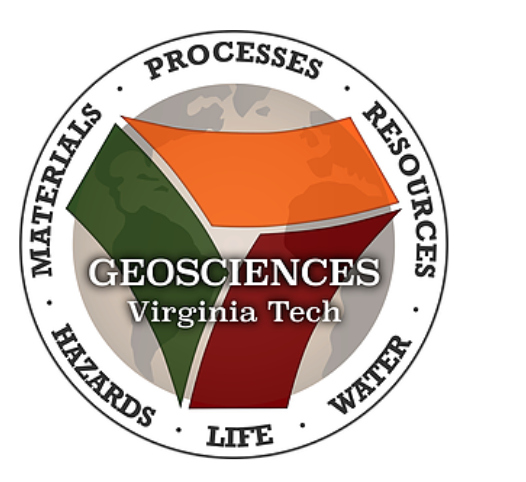 PROCESSES
RESOURCES
WATER
LIFE
HAZARDS
MATERIALS
GEOSCIENCES
Virginia Tech